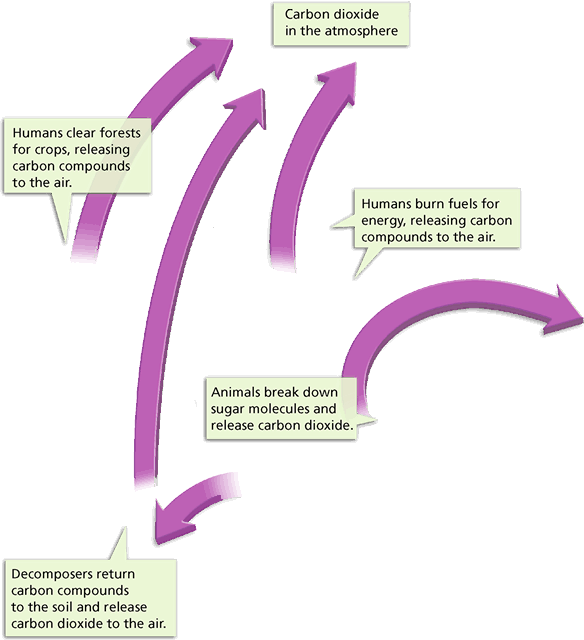 Carbon dioxide
in the atmosphere
Humans clear forests
for crops, releasing
carbon compounds
to the air.
Humans burn fuels for
energy, releasing carbon
compounds to the air.
Animals break down
sugar molecules and
release carbon dioxide.
Decomposers return
carbon compounds
to the soil and release
carbon dioxide to the air.